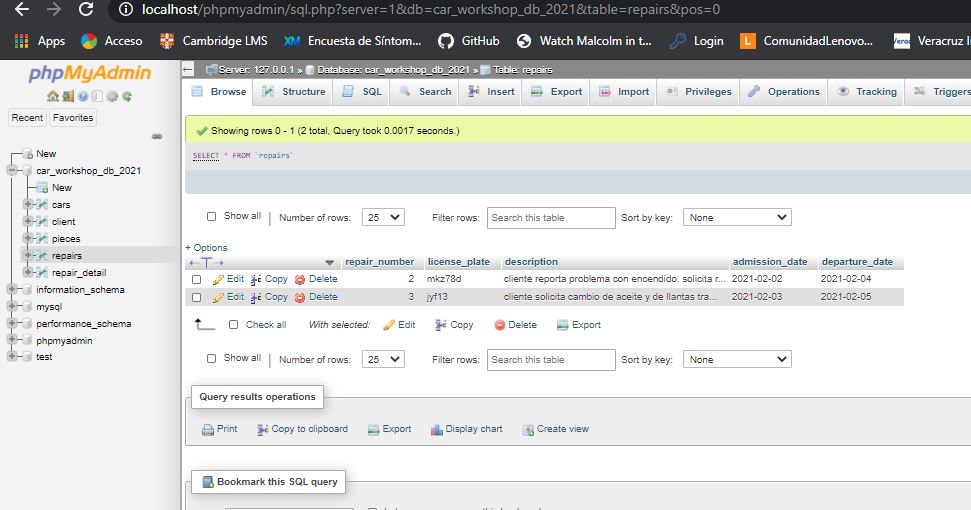 localhost/phpmyadmin/sql.php?server=1&db=car_workshop_db_2021&table=repairs&pos=0
Apps Acceso Cambridge LMS XM Encuesta de Síntom... GitHub Watch Malcolm in t... Login L ComunidadLenovo... Verac Veracruz In
phpMyAdmin
Server: 127.0.0.1 » Database: car_workshop_db_2021 » Table: repairs
Browse Structure SQL Search Insert Export Import Privileges Operations Tracking Triggers
Recent Favorites
New
car_workshop_db_2021
New
cars
client
pieces
repairs
repair_detail
information_schema
mysql
performance_schema
phpmyadmin
test
Showing rows 0 - 1 (2 total, Query took 0.0017 seconds.)
SELECT * FROM `repairs`
Show all Number of rows: 25 Filter rows: Search this table Sort by key: None
+ Options
repair_number license_plate description admission_date departure_date
Edit Copy Delete 2 mkz78d cliente reporta problema con encendido. solicita r... 2021-02-02 2021-02-04
Edit Copy Delete 3 jyf13 cliente solicita cambio de aceite y de llantas tra... 2021-02-03 2021-02-05
Check all With selected: Edit Copy Delete Export
Show all Number of rows: 25 Filter rows: Search this table Sort by key: None
Query results operations
Print Copy to clipboard Export Display chart Create view
Bookmark this SQL query